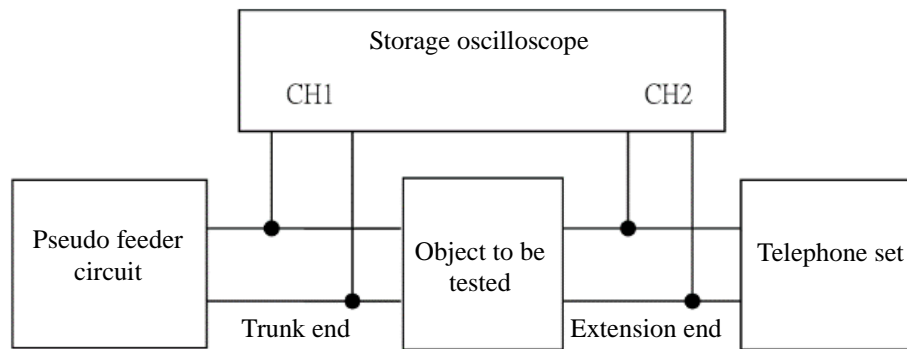 Storage oscilloscope
CH1
CH2
Pseudo feeder
circuit
Object to be
tested
Telephone set
Trunk end
Extension end